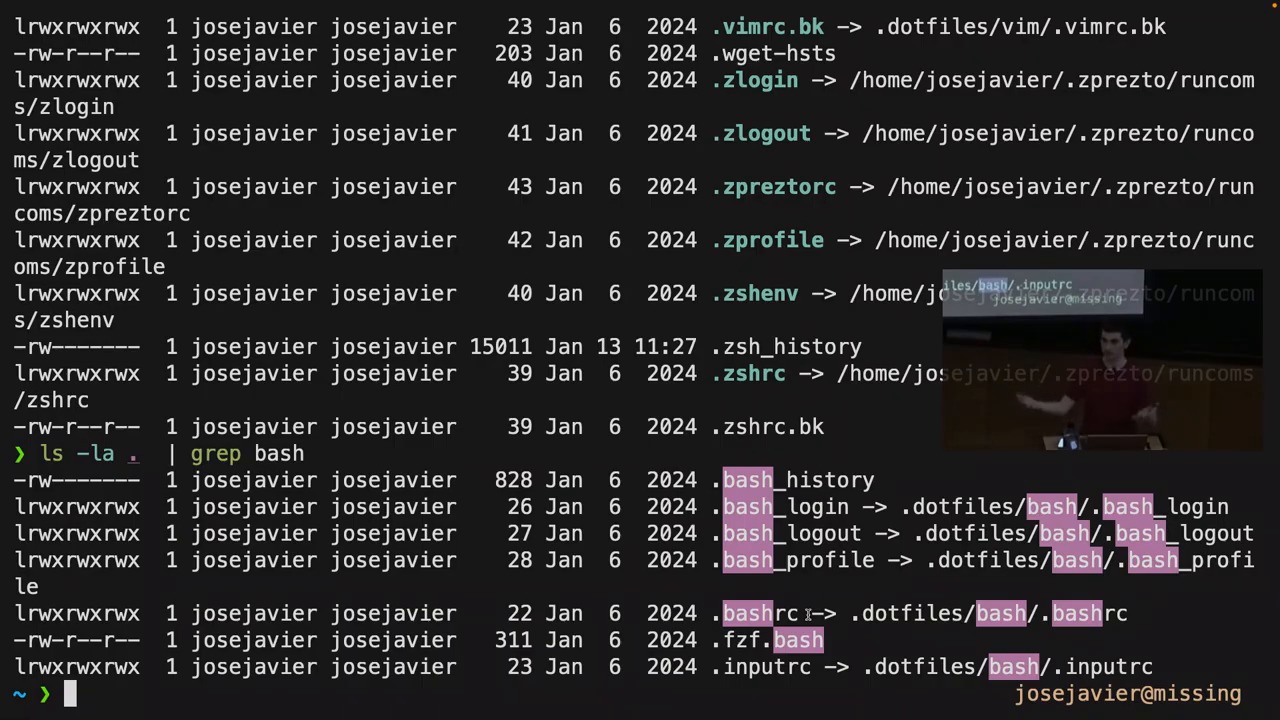 lrwxrwxrwx  1 josejavier josejavier    23 Jan  6  2024 .vimrc.bk -> .dotfiles/vim/.vimrc.bk
-rw-r--r--  1 josejavier josejavier   203 Jan  6  2024 .wget-hsts
lrwxrwxrwx  1 josejavier josejavier    40 Jan  6  2024 .zlogin -> /home/josejavier/.zprezto/runcom
s/zlogin
lrwxrwxrwx  1 josejavier josejavier    41 Jan  6  2024 .zlogout -> /home/josejavier/.zprezto/runco
ms/zlogout
lrwxrwxrwx  1 josejavier josejavier    43 Jan  6  2024 .zpreztorc -> /home/josejavier/.zprezto/run
coms/zpreztorc
lrwxrwxrwx  1 josejavier josejavier    42 Jan  6  2024 .zprofile -> /home/josejavier/.zprezto/runc
oms/zprofile
lrwxrwxrwx  1 josejavier josejavier    40 Jan  6  2024 .zshenv -> /home/josejavier/.zprezto/runcom
s/zshenv
-rw-------  1 josejavier josejavier 15011 Jan 13 11:27 .zsh_history
lrwxrwxrwx  1 josejavier josejavier    39 Jan  6  2024 .zshrc -> /home/josejavier/.zprezto/runcoms
/zshrc
-rw-r--r--  1 josejavier josejavier    39 Jan  6  2024 .zshrc.bk
❯ ls -la .  | grep bash
-rw-------  1 josejavier josejavier   828 Jan  6  2024 .bash_history
lrwxrwxrwx  1 josejavier josejavier    26 Jan  6  2024 .bash_login -> .dotfiles/bash/.bash_login
lrwxrwxrwx  1 josejavier josejavier    27 Jan  6  2024 .bash_logout -> .dotfiles/bash/.bash_logout
lrwxrwxrwx  1 josejavier josejavier    28 Jan  6  2024 .bash_profile -> .dotfiles/bash/.bash_profi
le
lrwxrwxrwx  1 josejavier josejavier    22 Jan  6  2024 .bashrc -> .dotfiles/bash/.bashrc
-rw-r--r--  1 josejavier josejavier   311 Jan  6  2024 .fzf.bash
lrwxrwxrwx  1 josejavier josejavier    23 Jan  6  2024 .inputrc -> .dotfiles/bash/.inputrc
~ ❯ josejavier@missing
iles/bash/.inputrc
josejavier@missing